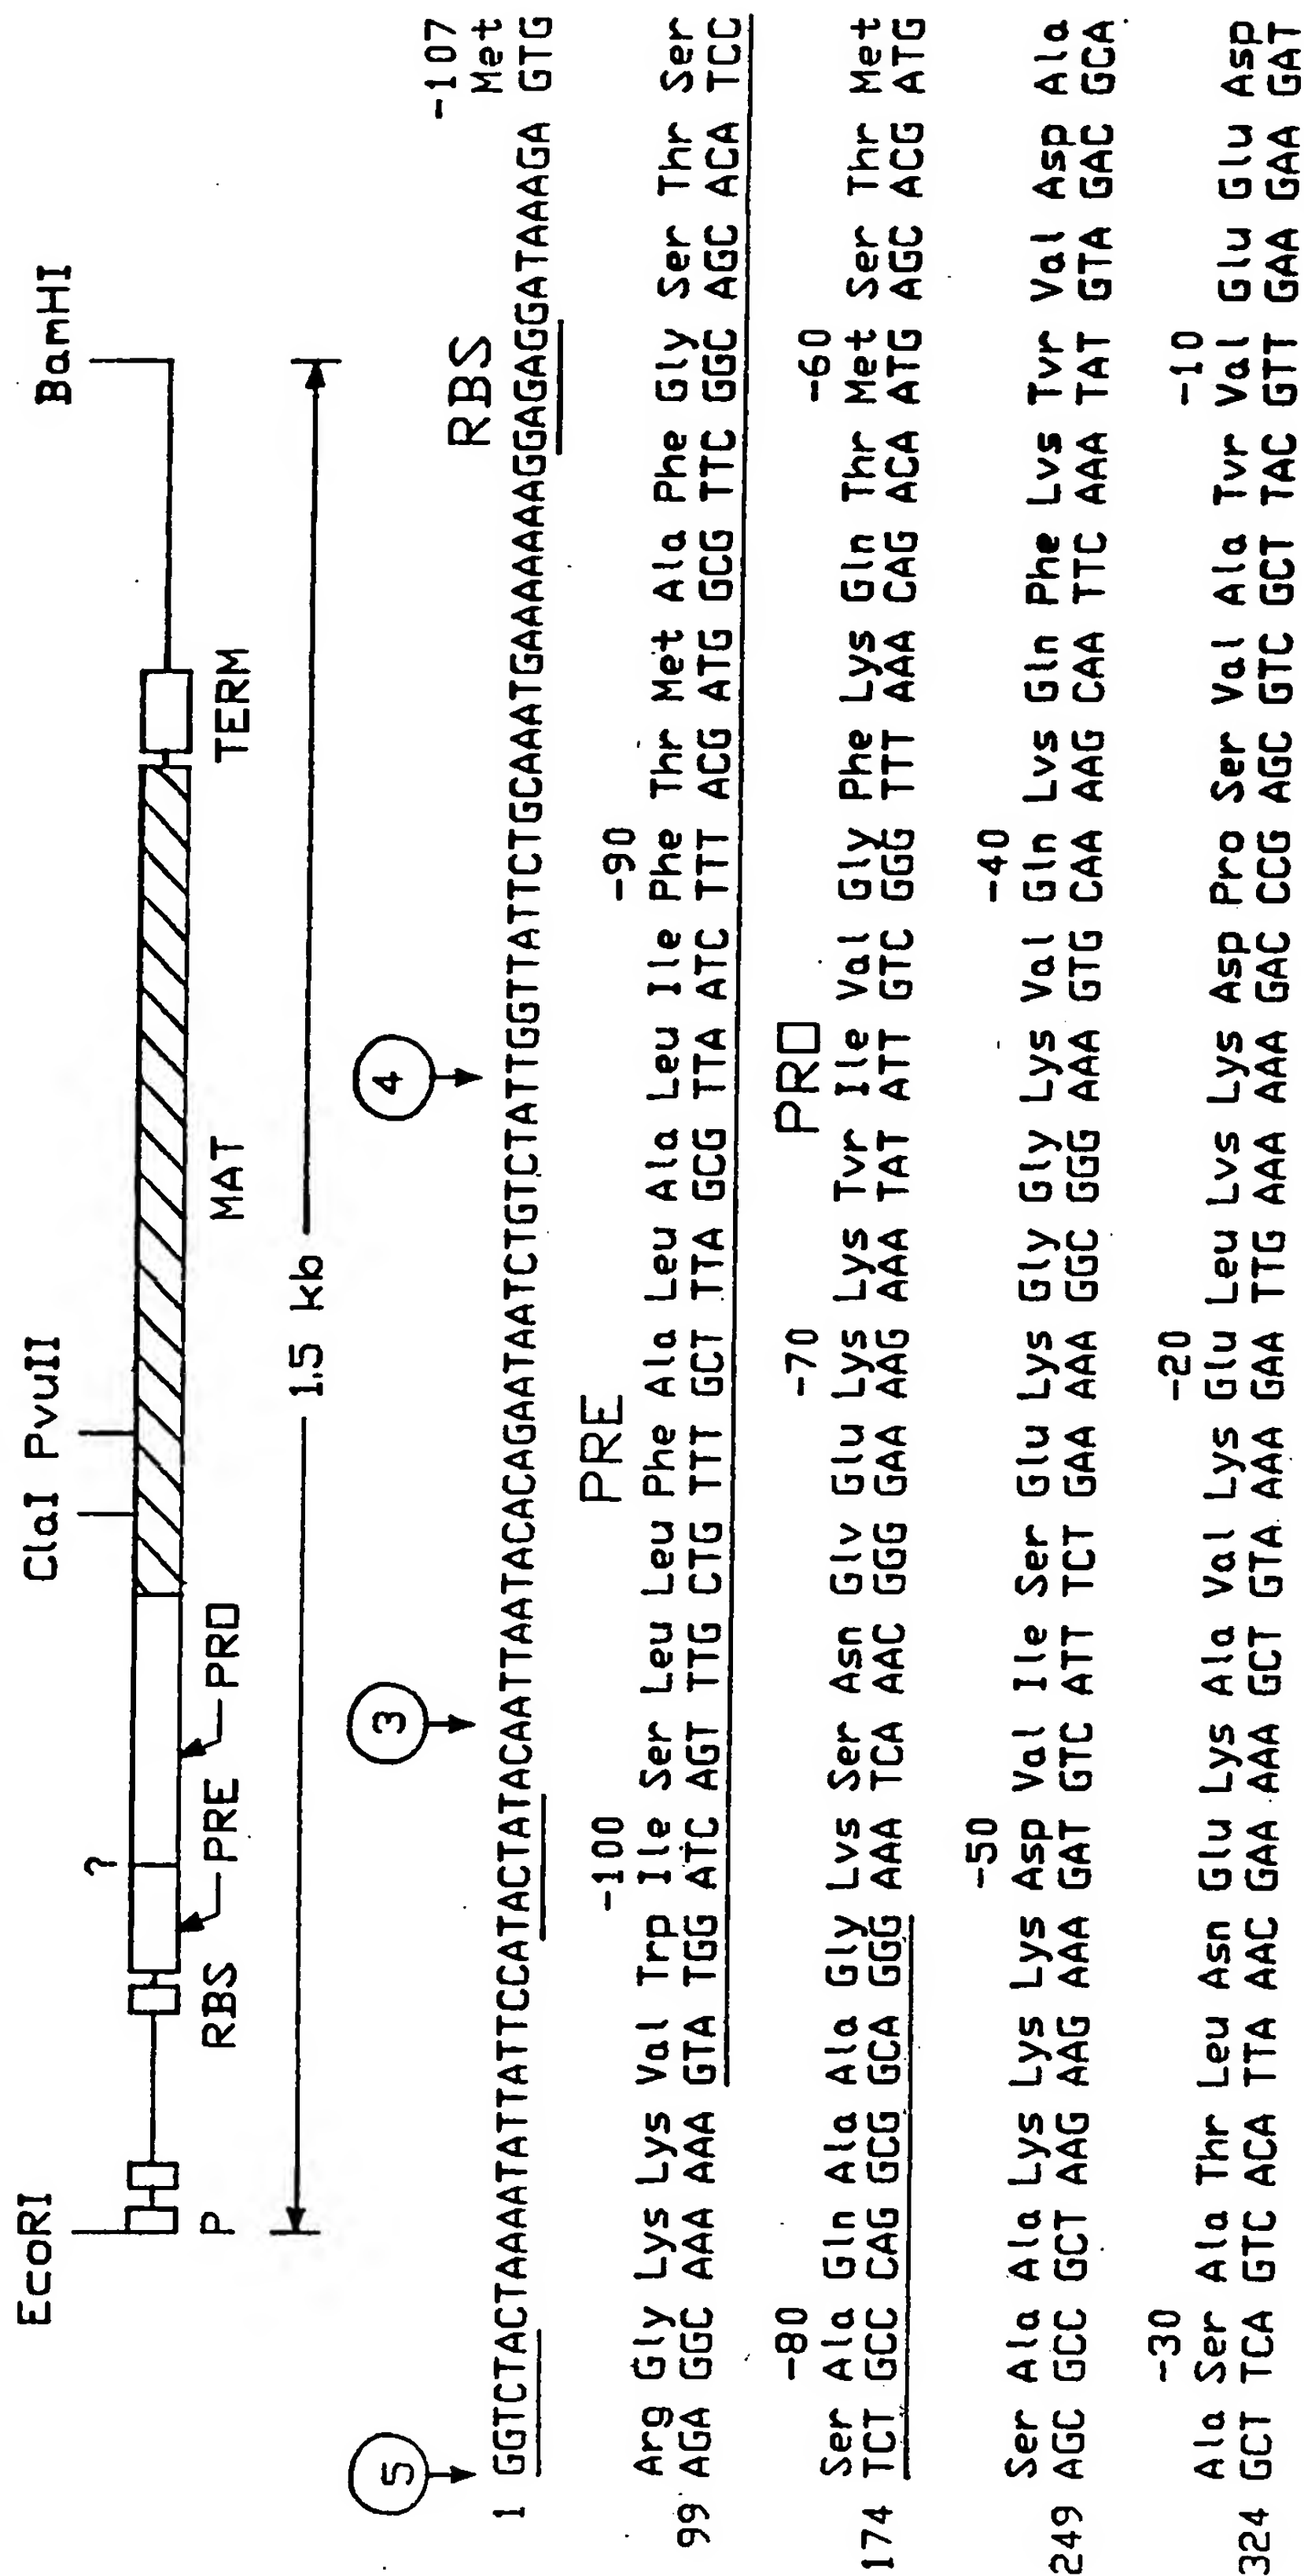 EcoRI ClaI PvuII BamHI
?
P RBS PRE PRO MAT TERM
1.5 kb
5 3 4 RBS -107
Met
1 GGTCTACTAAAATATTATTCCATACTATACAATTAATACACAGAATAATCTGTCTATTGGTTATTCTGCAAATGAAAAAAAGGAGAGGATAAAGA GTG
-100 PRE -90
Arg Gly Lys Lys Val Trp Ile Ser Leu Leu Phe Ala Leu Ala Leu Ile Phe Thr Met Ala Phe Gly Ser Thr Ser
99 AGA GGC AAA AAA GTA TGG ATC AGT TTG CTG TTT GCT TTA GCG TTA ATC TTT ACG ATG GCG TTC GGC AGC ACA TCC
-80 -70 PRO -60
Ser Ala Gln Ala Ala Gly Lvs Ser Asn Glv Glu Lys Lys Tvr Ile Val Gly Phe Lys Gln Thr Met Ser Thr Met
174 TCT GCC CAG GCG GCA GGG AAA TCA AAC GGG GAA AAG AAA TAT ATT GTC GGG TTT AAA CAG ACA ATG AGC ACG ATG
-50 -40
Ser Ala Ala Lys Lys Lys Asp Val Ile Ser Glu Lys Gly Gly Lys Val Gln Lvs Gln Phe Lvs Tvr Val Asp Ala
249 AGC GCC GCT AAG AAG AAA GAT GTC ATT TCT GAA AAA GGC GGG AAA GTG CAA AAG CAA TTC AAA TAT GTA GAC GCA
-30 -20 -10
Ala Ser Ala Thr Leu Asn Glu Lys Ala Val Lys Glu Leu Lvs Lys Asp Pro Ser Val Ala Tvr Val Glu Glu Asp
324 GCT TCA GTC ACA TTA AAC GAA AAA GCT GTA AAA GAA TTG AAA AAA GAC CCG AGC GTC GCT TAC GTT GAA GAA GAT